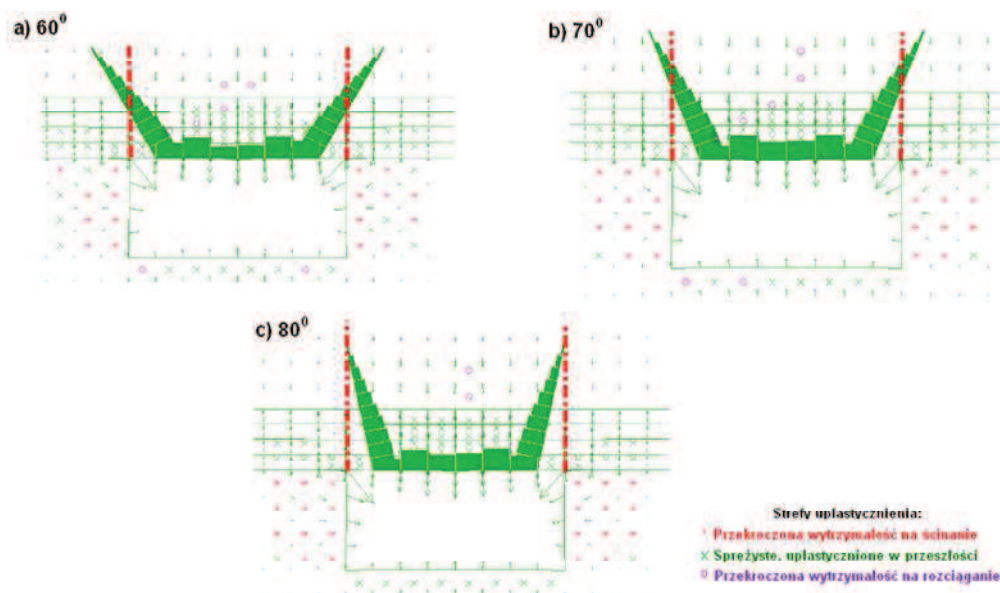 a) 60⁰
b) 70⁰
c) 80⁰
Strefy uplastycznienia:
Przekroczona wytrzymałość na ścinanie
Sprężyste. uplastycznione w przeszłości
Przekroczona wytrzymałość na rozciąganie